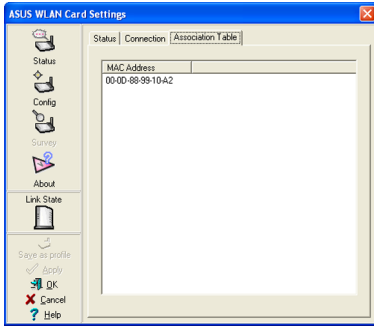 ASUS WLAN Card Settings
Status
Config
Survey
About
Link State
Save as profile
Apply
OK
Cancel
Help
Status Connection Association Table
MAC Address
00-0D-88-99-10-A2